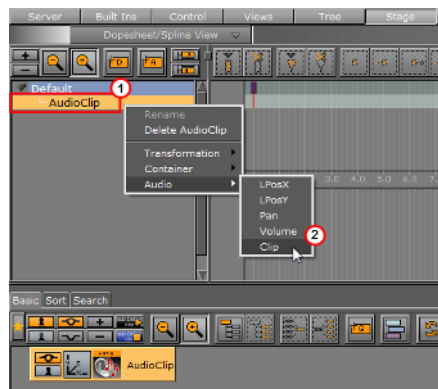 Server Built Ins Control Views Tree Stage
Dopesheet/Spline View
Default
1
AudioClip
Rename
Delete AudioClip
Transformation
Container
Audio
LPosX
LPosY
Pan
Volume
2
Clip
3.0 4.0 5.0 6.0 7.
Basic Sort Search
AudioClip